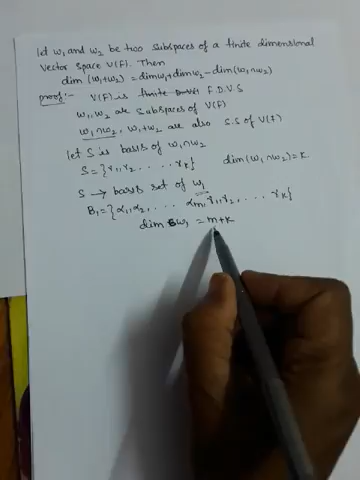 let w₁ and w₂ be two subspaces of a finite dimensional
vector space V(F). Then
dim (w₁+w₂) = dimw₁+dimw₂-dim(w₁∩w₂)
proof:- V(F) is F.D.V.S
w₁, w₂ are subspaces of V(F)
w₁∩w₂, w₁+w₂ are also S.S of V(F)
let S is basis of w₁∩w₂
S={γ₁,γ₂, .... γₖ} dim(w₁∩w₂)=k
S → basis set of w₁
B₁={α₁,α₂, ... αₘ, γ₁,γ₂, ... γₖ}
dim w₁ = m+k